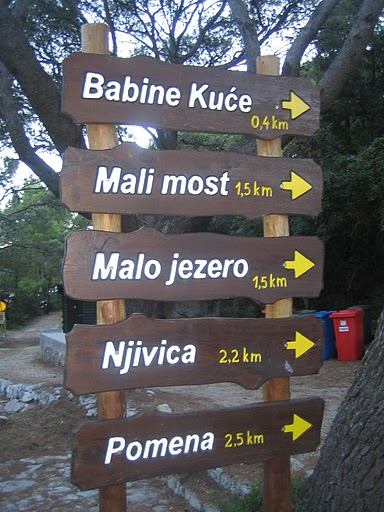 Babine Kuće 0,4 km
Mali most 1,5 km
Malo jezero 1,5 km
Njivica 2,2 km
Pomena 2,5 km